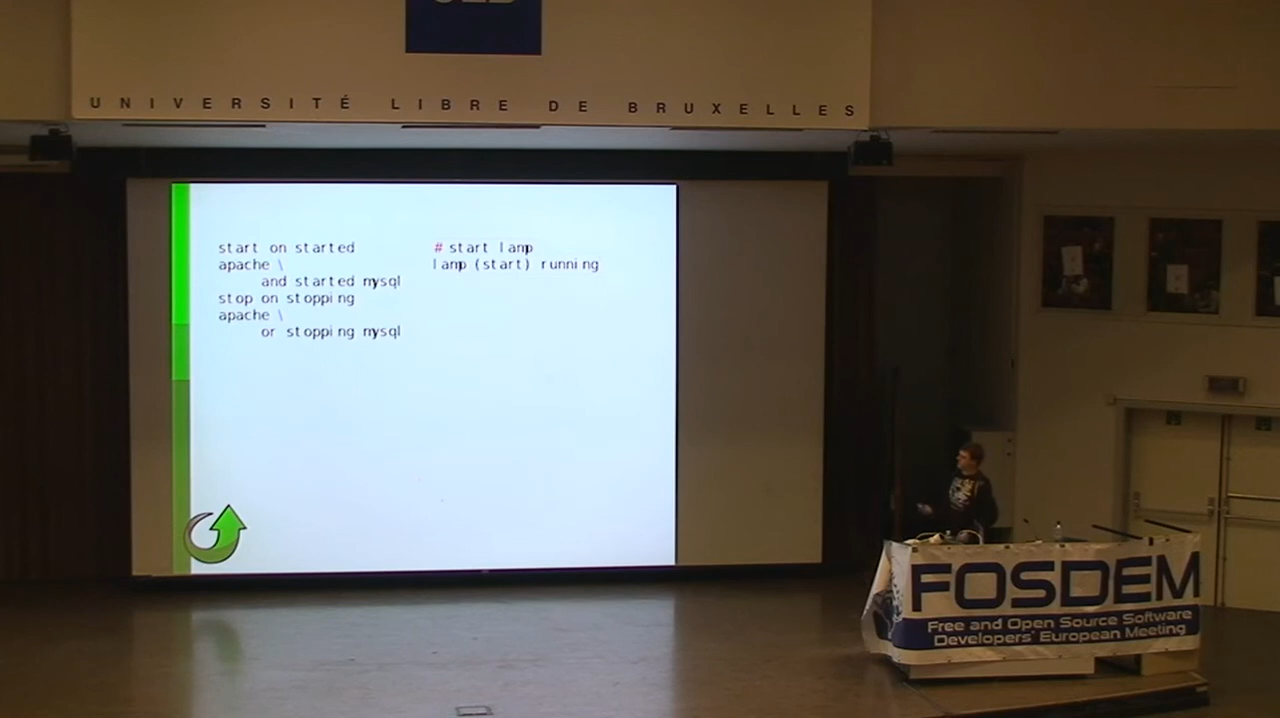 UNIVERSITÉ LIBRE DE BRUXELLES
start on started
apache \
and started mysql
stop on stopping
apache \
or stopping mysql
# start lamp
lamp (start) running
FOSDEM
Free and Open Source Software
Developers' European Meeting